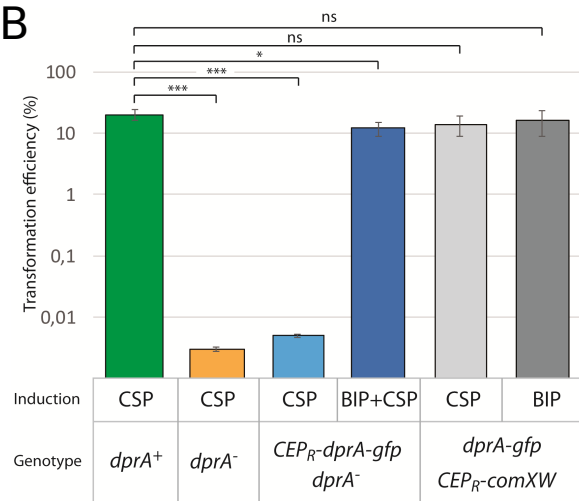 B
ns
ns
*
***
***
Transformation efficiency (%)
100
10
1
0,1
0,01
Induction CSP CSP CSP BIP+CSP CSP BIP
Genotype dprA+ dprA- CEPR-dprA-gfp dprA-gfp
dprA- CEPR-comXW